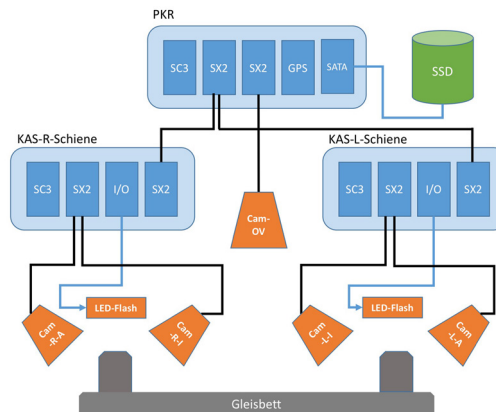 PKR
SC3
SX2
SX2
GPS
SATA
SSD
KAS-R-Schiene
SC3
SX2
I/O
SX2
KAS-L-Schiene
SC3
SX2
I/O
SX2
Cam-
OV
Cam
-R-A
LED-Flash
Cam
-R-I
Cam
-L-I
LED-Flash
Cam
-L-A
Gleisbett